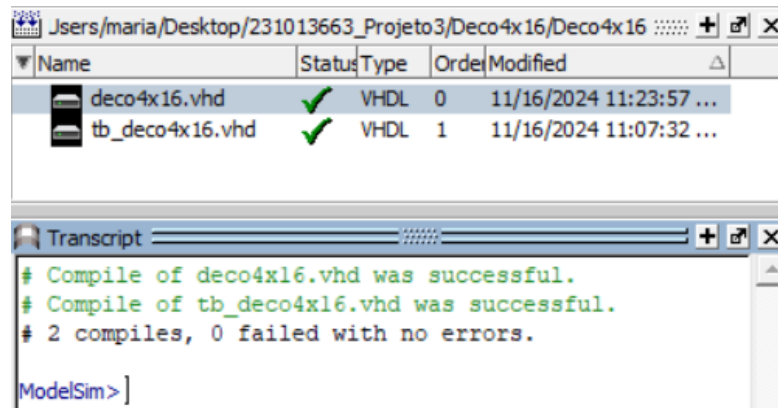 Jsers/maria/Desktop/231013663_Projeto3/Deco4x16/Deco4x16
Name Status Type Order Modified
deco4x16.vhd VHDL 0 11/16/2024 11:23:57 ...
tb_deco4x16.vhd VHDL 1 11/16/2024 11:07:32 ...
Transcript
# Compile of deco4x16.vhd was successful.
# Compile of tb_deco4x16.vhd was successful.
# 2 compiles, 0 failed with no errors.
ModelSim>